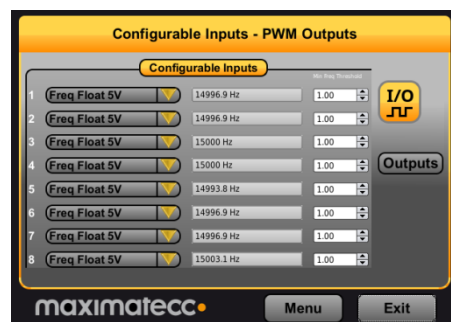 Configurable Inputs - PWM Outputs
Configurable Inputs
Min Freq Threshold
1 Freq Float 5V 14996.9 Hz 1.00
2 Freq Float 5V 14996.9 Hz 1.00
3 Freq Float 5V 15000 Hz 1.00
4 Freq Float 5V 15000 Hz 1.00
5 Freq Float 5V 14993.8 Hz 1.00
6 Freq Float 5V 14996.9 Hz 1.00
7 Freq Float 5V 14996.9 Hz 1.00
8 Freq Float 5V 15003.1 Hz 1.00
I/O
Outputs
maximatecc
Menu
Exit